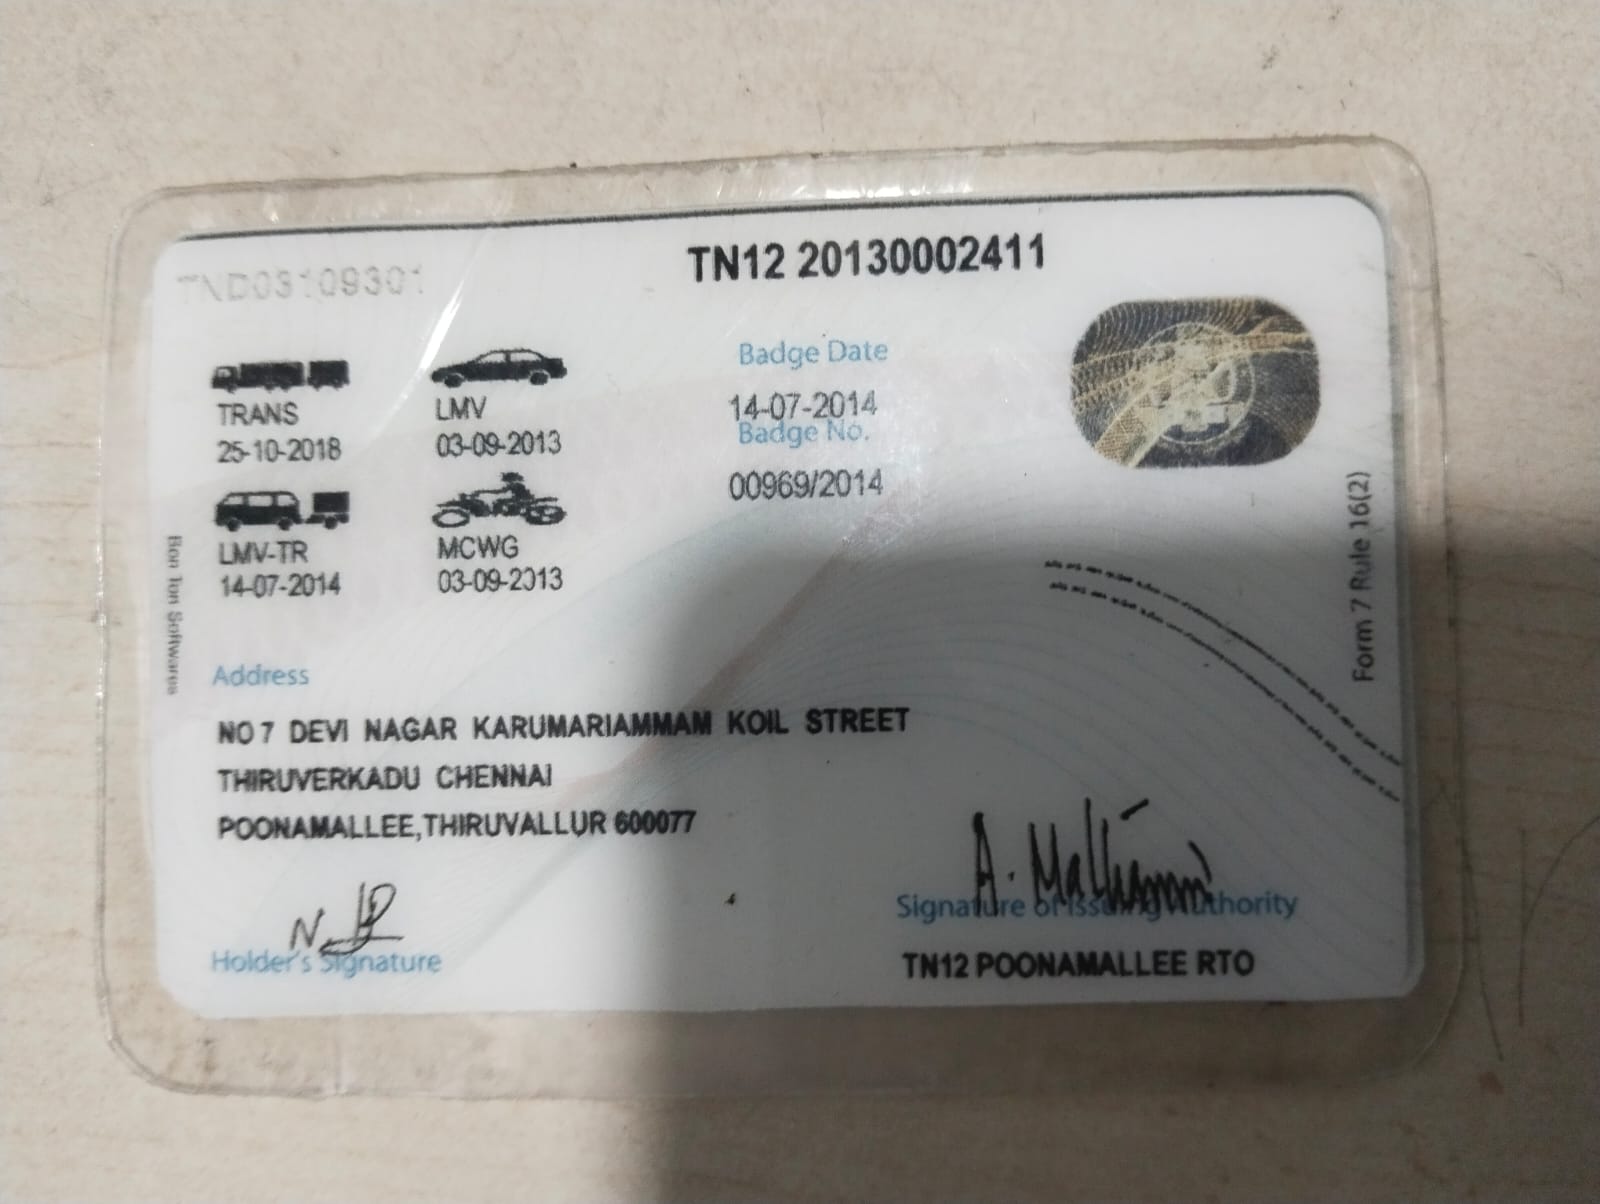 TND03109301
TN12 20130002411
TRANS
25-10-2018
LMV
03-09-2013
LMV-TR
14-07-2014
MCWG
03-09-2013
Badge Date
14-07-2014
Badge No.
00969/2014
Form 7 Rule 16(2)
Bon Ton Softwares
Address
NO 7 DEVI NAGAR KARUMARIAMMAM KOIL STREET
THIRUVERKADU CHENNAI
POONAMALLEE,THIRUVALLUR 600077
Holder's Signature
Signature of Issuing Authority
TN12 POONAMALLEE RTO